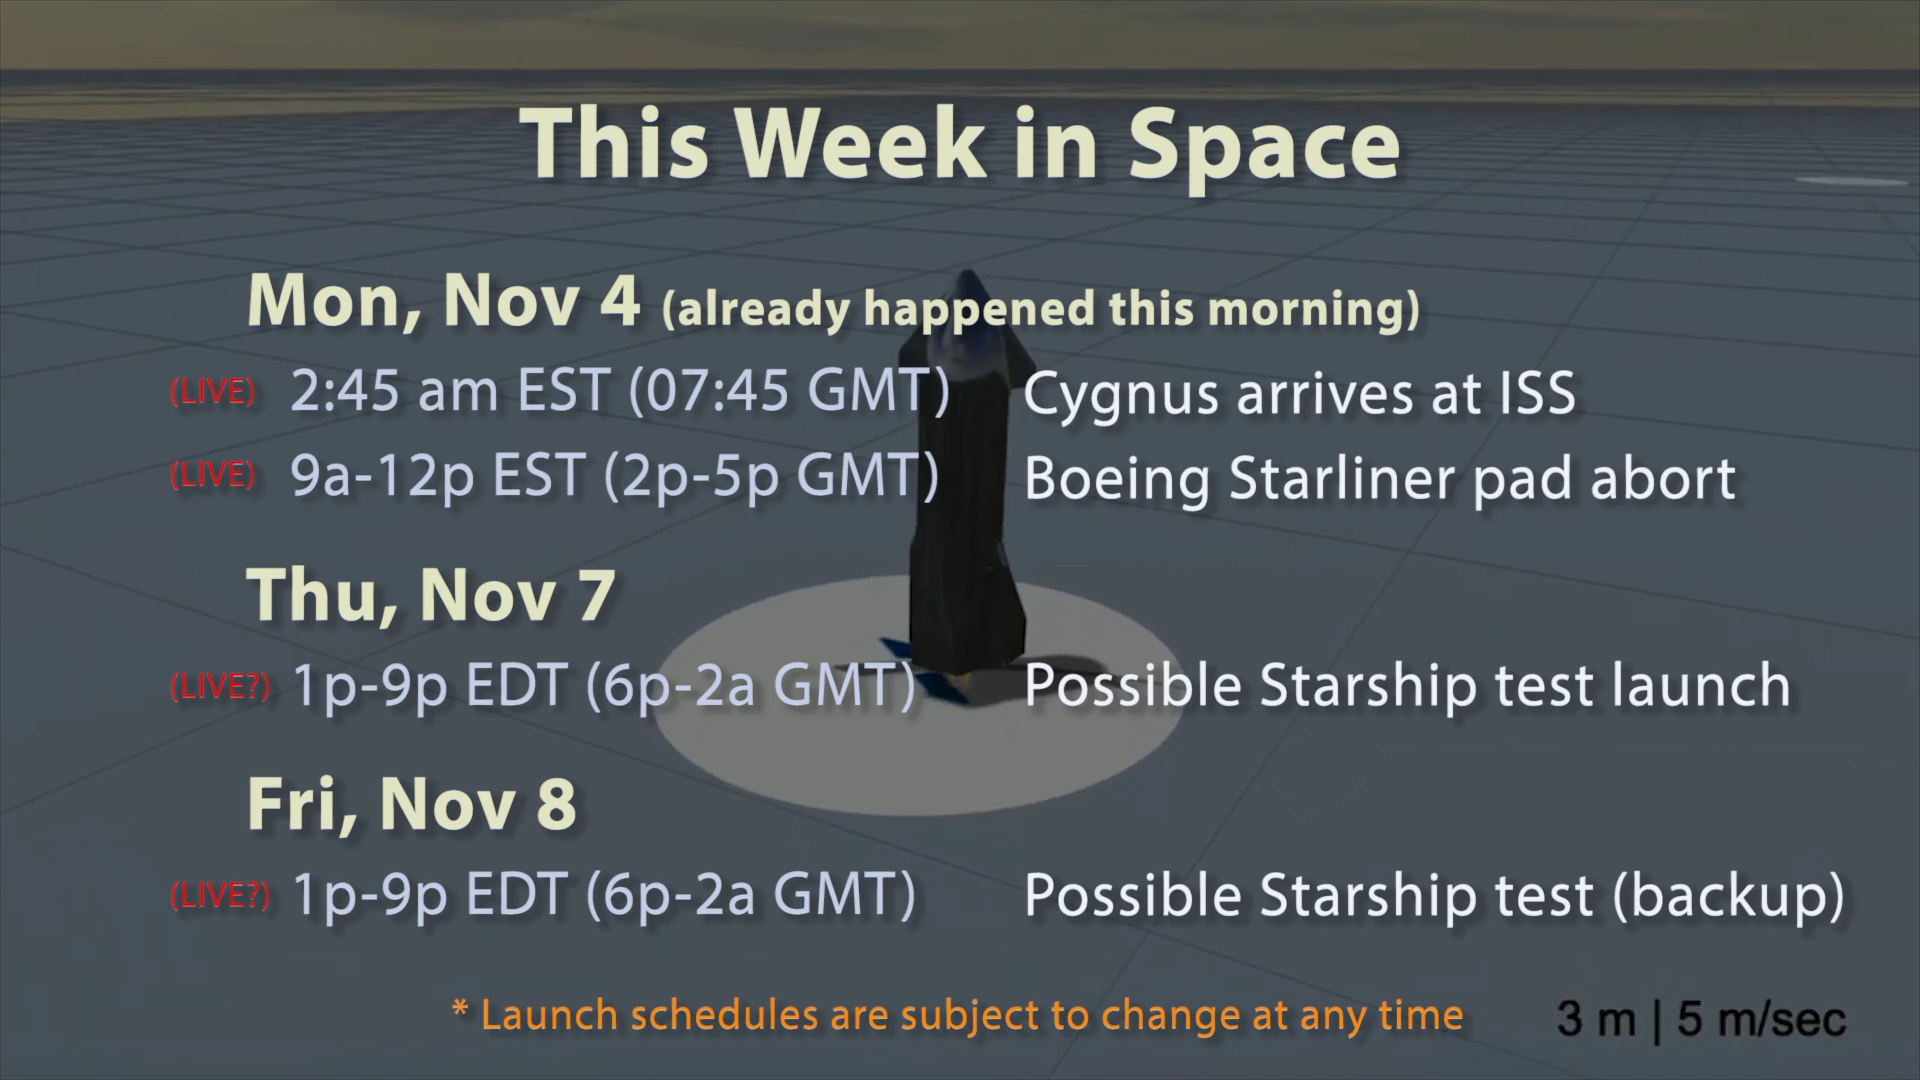 This Week in Space
Mon, Nov 4 (already happened this morning)
(LIVE) 2:45 am EST (07:45 GMT) Cygnus arrives at ISS
(LIVE) 9a-12p EST (2p-5p GMT) Boeing Starliner pad abort
Thu, Nov 7
(LIVE?) 1p-9p EDT (6p-2a GMT) Possible Starship test launch
Fri, Nov 8
(LIVE?) 1p-9p EDT (6p-2a GMT) Possible Starship test (backup)
* Launch schedules are subject to change at any time
3 m | 5 m/sec